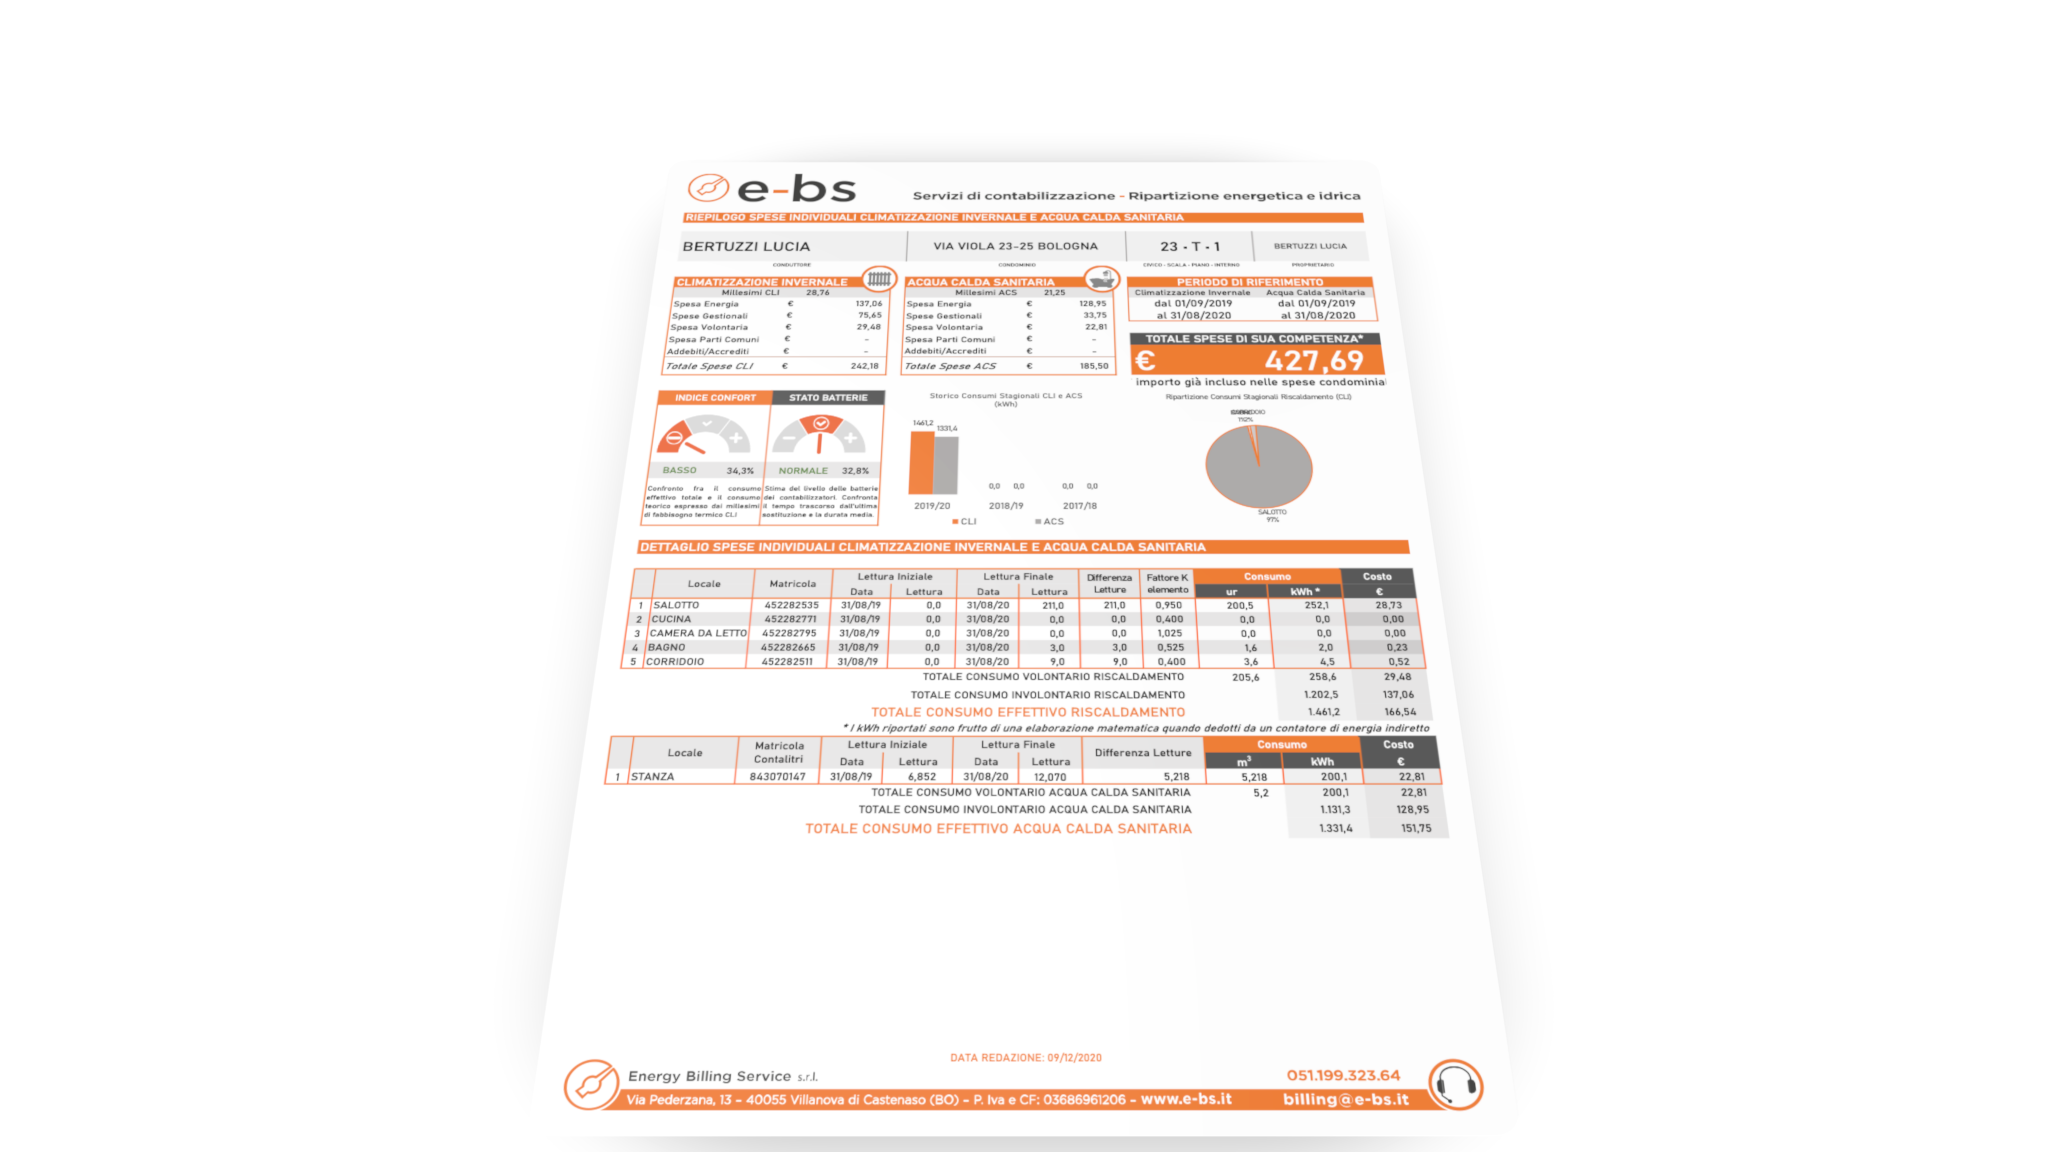 e-bs
Servizi di contabilizzazione - Ripartizione energetica e idrica
RIEPILOGO SPESE INDIVIDUALI CLIMATIZZAZIONE INVERNALE E ACQUA CALDA SANITARIA
BERTUZZI LUCIA VIA VIOLA 23-25 BOLOGNA 23 - T - 1 BERTUZZI LUCIA
CONDUTTORE CONDOMINIO CIVICO - SCALA - PIANO - INTERNO PROPRIETARIO
CLIMATIZZAZIONE INVERNALE
Millesimi CLI 28,76
Spesa Energia € 137,06
Spese Gestionali € 75,65
Spesa Volontaria € 29,48
Spesa Parti Comuni € -
Addebiti/Accrediti € -
Totale Spese CLI € 242,18
ACQUA CALDA SANITARIA
Millesimi ACS 21,25
Spesa Energia € 128,95
Spese Gestionali € 33,75
Spesa Volontaria € 22,81
Spesa Parti Comuni € -
Addebiti/Accrediti € -
Totale Spese ACS € 185,50
PERIODO DI RIFERIMENTO
Climatizzazione Invernale Acqua Calda Sanitaria
dal 01/09/2019 dal 01/09/2019
al 31/08/2020 al 31/08/2020
TOTALE SPESE DI SUA COMPETENZA*
€ 427,69
importo già incluso nelle spese condominia
INDICE CONFORT
BASSO 34,3%
Confronto fra il consumo
effettivo totale e il consumo
teorico espresso dai millesimi
di fabbisogno termico CLI
STATO BATTERIE
NORMALE 32,8%
Stima del livello delle batterie
dei contabilizzatori. Confronta
il tempo trascorso dall'ultima
sostituzione e la durata media.
Storico Consumi Stagionali CLI e ACS
(kWh)
1461,2 1331,4
0,0 0,0 0,0 0,0
2019/20 2018/19 2017/18
CLI ACS
Ripartizione Consumi Stagionali Riscaldamento (CLI)
SALOTTO
97%
DETTAGLIO SPESE INDIVIDUALI CLIMATIZZAZIONE INVERNALE E ACQUA CALDA SANITARIA
Locale Matricola Lettura Iniziale Lettura Finale Differenza Letture Fattore K elemento Consumo Costo
Data Lettura Data Lettura ur kWh * €
1 SALOTTO 452282535 31/08/19 0,0 31/08/20 211,0 211,0 0,950 200,5 252,1 28,73
2 CUCINA 452282771 31/08/19 0,0 31/08/20 0,0 0,0 0,400 0,0 0,0 0,00
3 CAMERA DA LETTO 452282795 31/08/19 0,0 31/08/20 0,0 0,0 1,025 0,0 0,0 0,00
4 BAGNO 452282665 31/08/19 0,0 31/08/20 3,0 3,0 0,525 1,6 2,0 0,23
5 CORRIDOIO 452282511 31/08/19 0,0 31/08/20 9,0 9,0 0,400 3,6 4,5 0,52
TOTALE CONSUMO VOLONTARIO RISCALDAMENTO 205,6 258,6 29,48
TOTALE CONSUMO INVOLONTARIO RISCALDAMENTO 1.202,5 137,06
TOTALE CONSUMO EFFETTIVO RISCALDAMENTO 1.461,2 166,54
* I kWh riportati sono frutto di una elaborazione matematica quando dedotti da un contatore di energia indiretto
Locale Matricola Contalitri Lettura Iniziale Lettura Finale Differenza Letture Consumo Costo
Data Lettura Data Lettura m³ kWh €
1 STANZA 843070147 31/08/19 6,852 31/08/20 12,070 5,218 5,218 200,1 22,81
TOTALE CONSUMO VOLONTARIO ACQUA CALDA SANITARIA 5,2 200,1 22,81
TOTALE CONSUMO INVOLONTARIO ACQUA CALDA SANITARIA 1.131,3 128,95
TOTALE CONSUMO EFFETTIVO ACQUA CALDA SANITARIA 1.331,4 151,75
DATA REDAZIONE: 09/12/2020
Energy Billing Service s.r.l.
051.199.323.64
Via Pederzana, 13 - 40055 Villanova di Castenaso (BO) - P. Iva e CF: 03686961206 - www.e-bs.it
billing@e-bs.it